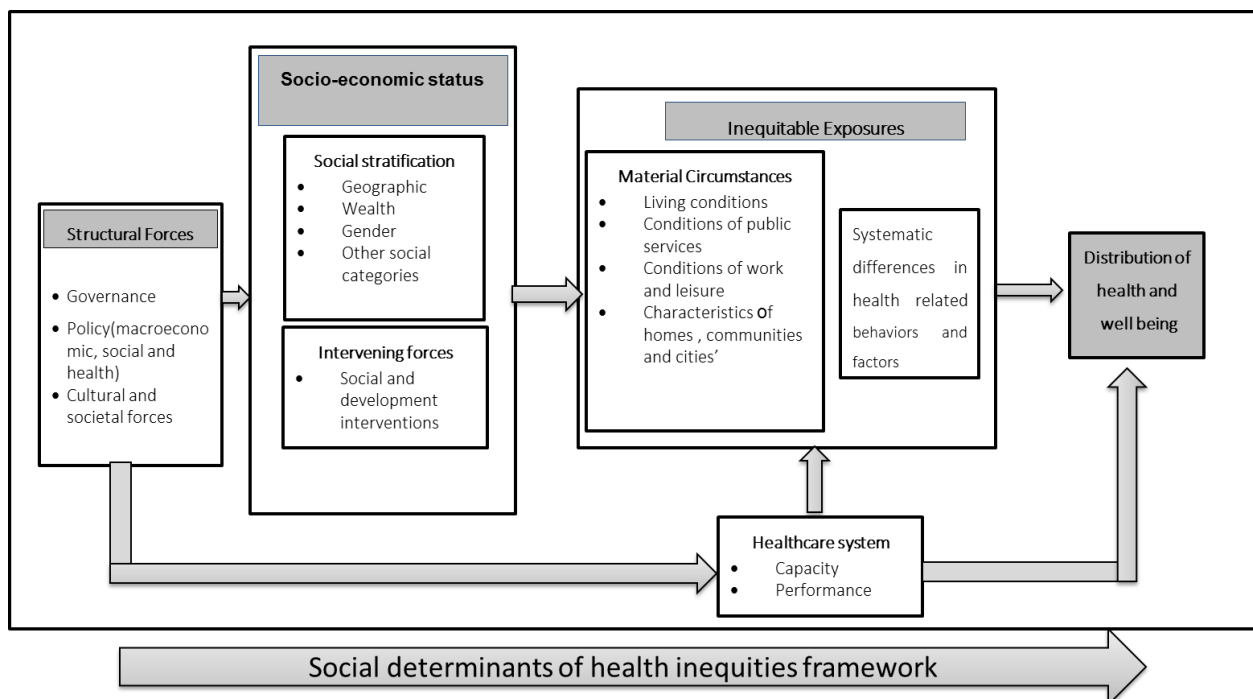 Structural Forces
• Governance
• Policy(macroecono
mic, social and
health)
• Cultural and
societal forces
Socio-economic status
Social stratification
• Geographic
• Wealth
• Gender
• Other social
categories
Intervening forces
• Social and
development
interventions
Inequitable Exposures
Material Circumstances
• Living conditions
• Conditions of public
services
• Conditions of work
and leisure
• Characteristics of
homes , communities
and cities’
Systematic
differences in
health related
behaviors and
factors
Distribution of
health and
well being
Healthcare system
• Capacity
• Performance
Social determinants of health inequities framework